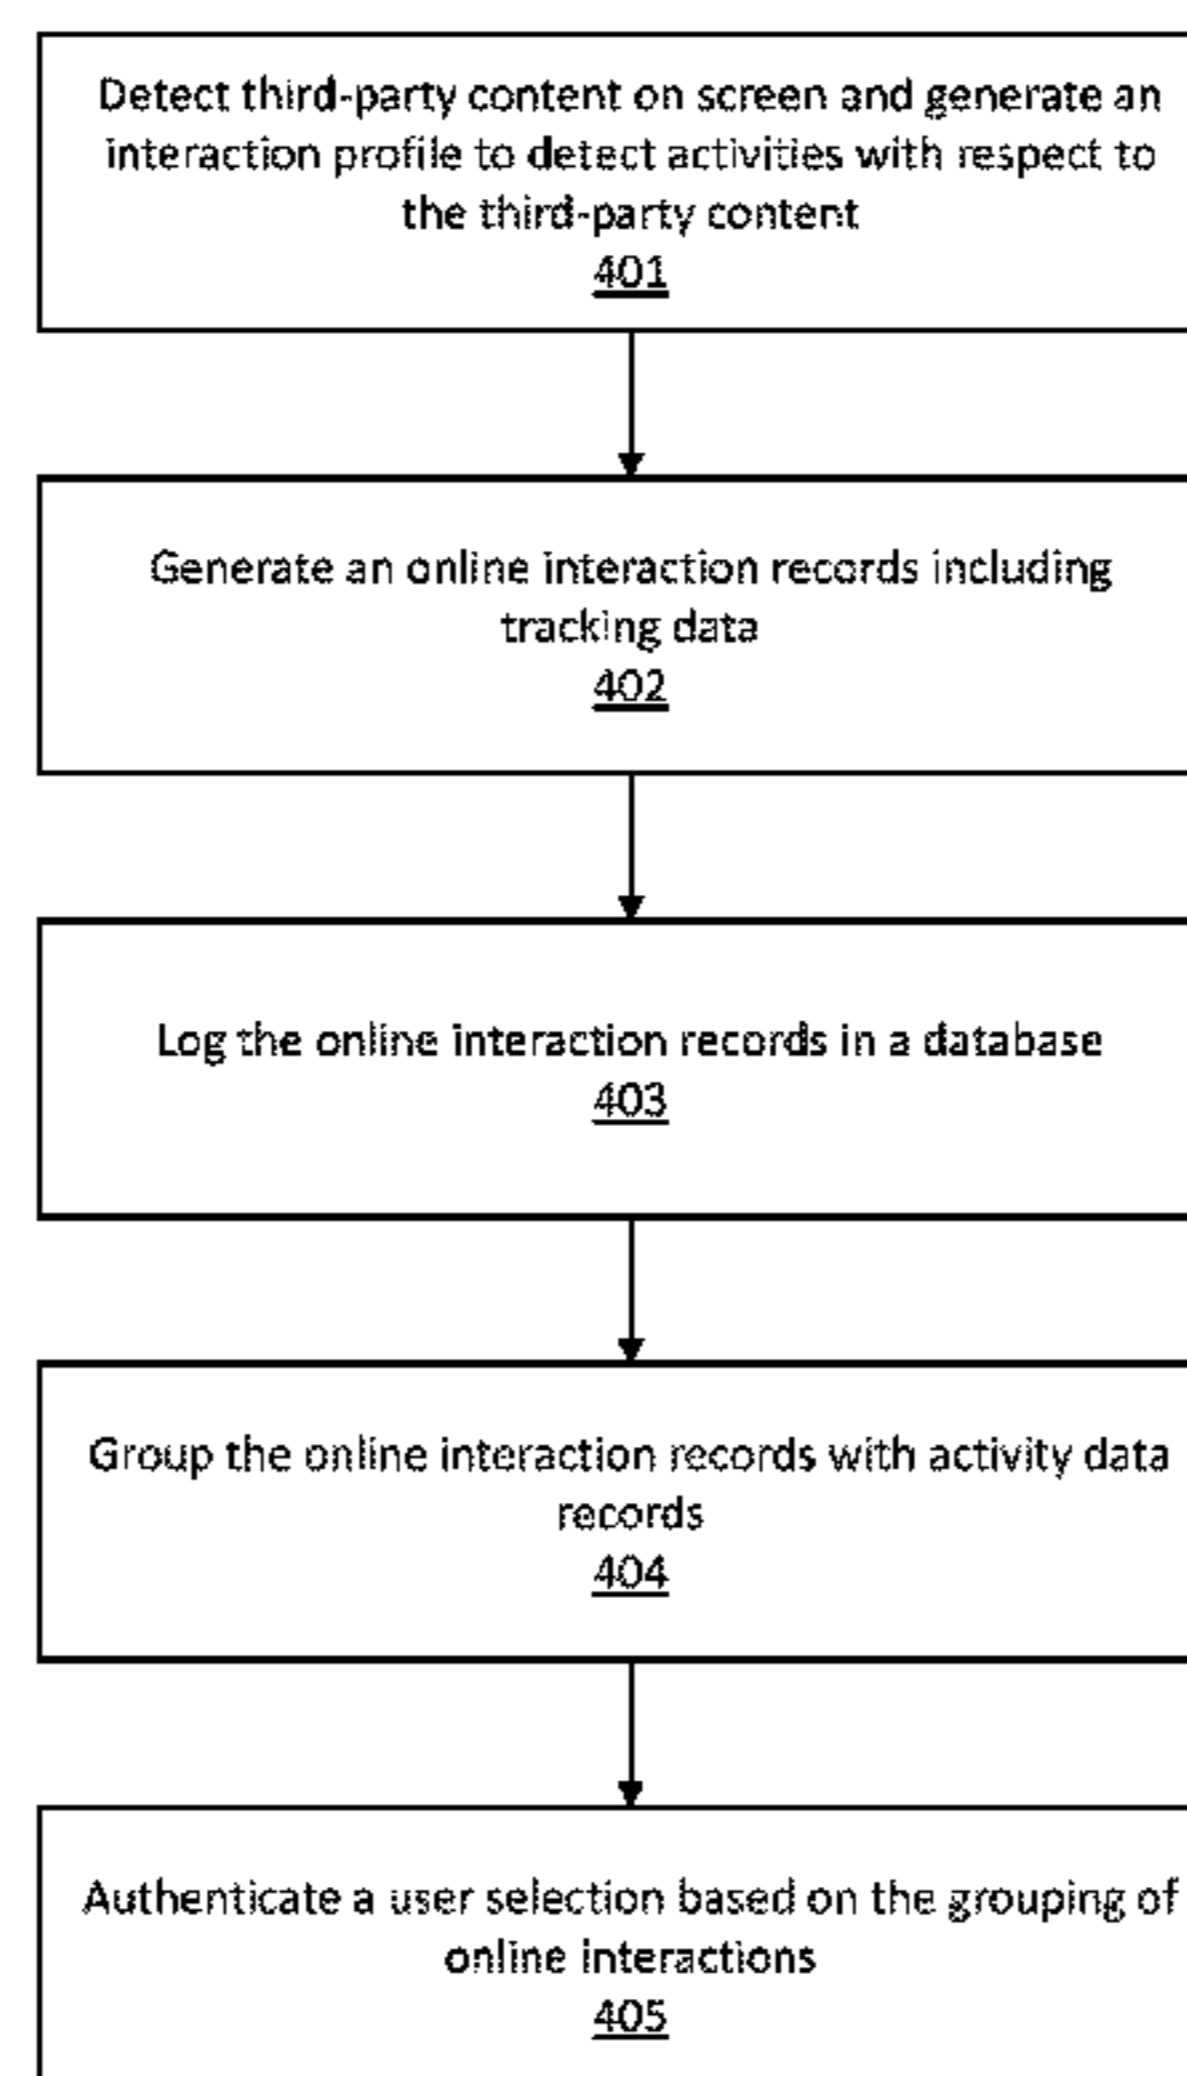 Detect third-party content on screen and generate an
interaction profile to detect activities with respect to
the third-party content
401
Generate an online interaction records including
tracking data
402
Log the online interaction records in a database
403
Group the online interaction records with activity data
records
404
Authenticate a user selection based on the grouping of
online interactions
405